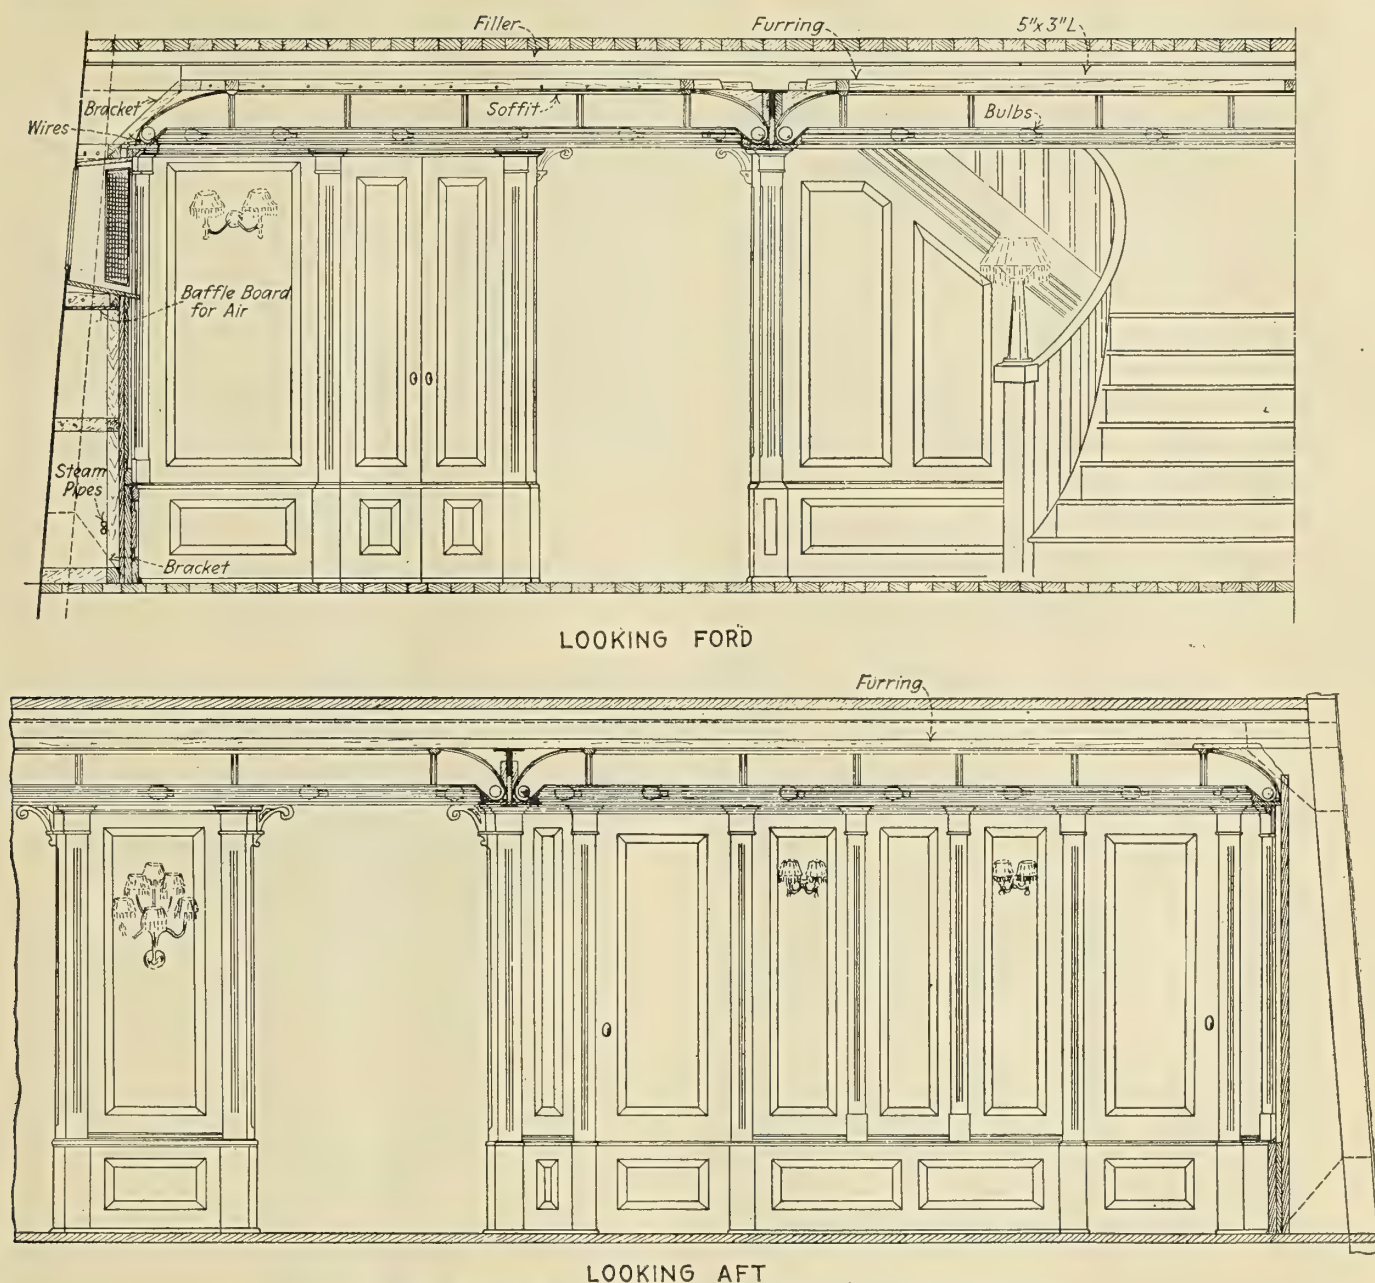 Filler
Furring
5"x 3"L
Bracket
Soffit
Bulbs
Wires
Baffle Board
for Air
Steam
Pipes
Bracket
LOOKING FORD
Furring
LOOKING AFT